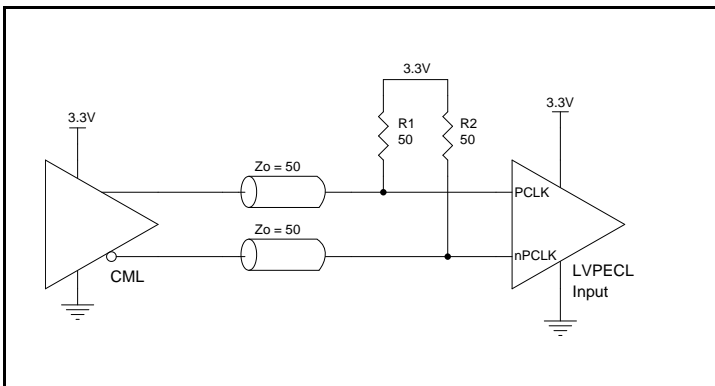 3.3V
R1
50
R2
50
3.3V
3.3V
Zo = 50
PCLK
Zo = 50
nPCLK
CML
LVPECL
Input